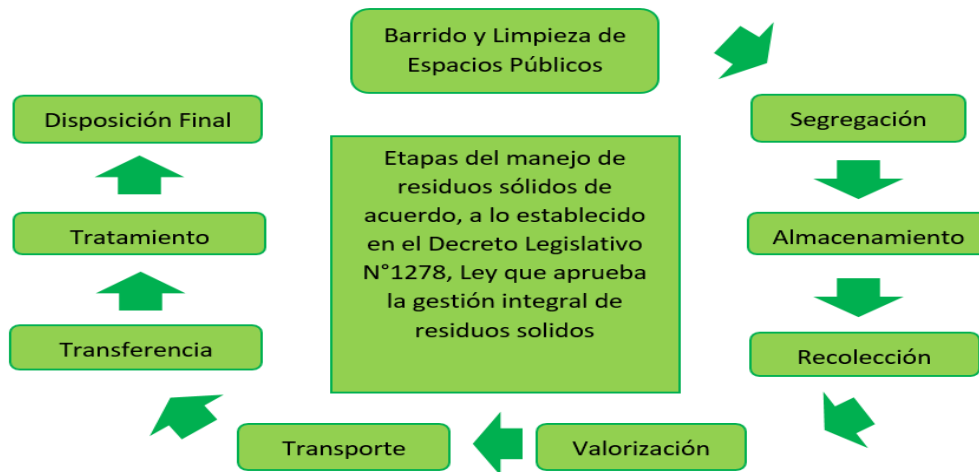 Barrido y Limpieza de
Espacios Públicos
Segregación
Almacenamiento
Recolección
Valorización
Transporte
Transferencia
Tratamiento
Disposición Final
Etapas del manejo de
residuos sólidos de
acuerdo, a lo establecido
en el Decreto Legislativo
N°1278, Ley que aprueba
la gestión integral de
residuos solidos